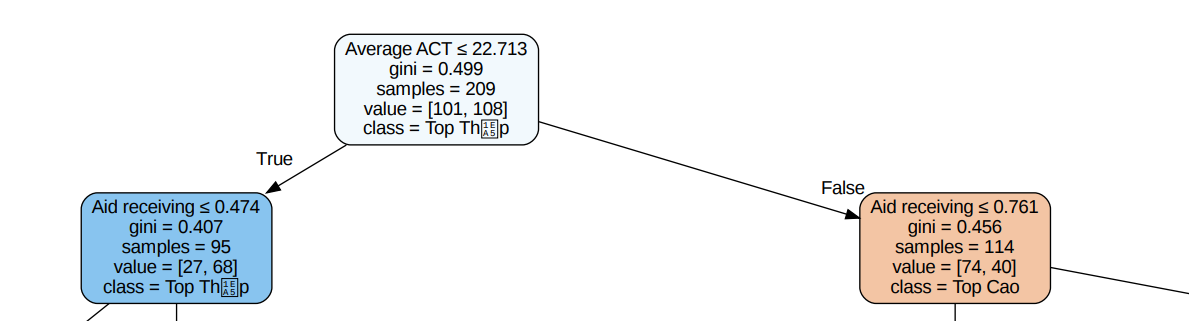 Average ACT ≤ 22.713
gini = 0.499
samples = 209
value = [101, 108]
class = Top Thấp
True
False
Aid receiving ≤ 0.474
gini = 0.407
samples = 95
value = [27, 68]
class = Top Thấp
Aid receiving ≤ 0.761
gini = 0.456
samples = 114
value = [74, 40]
class = Top Cao